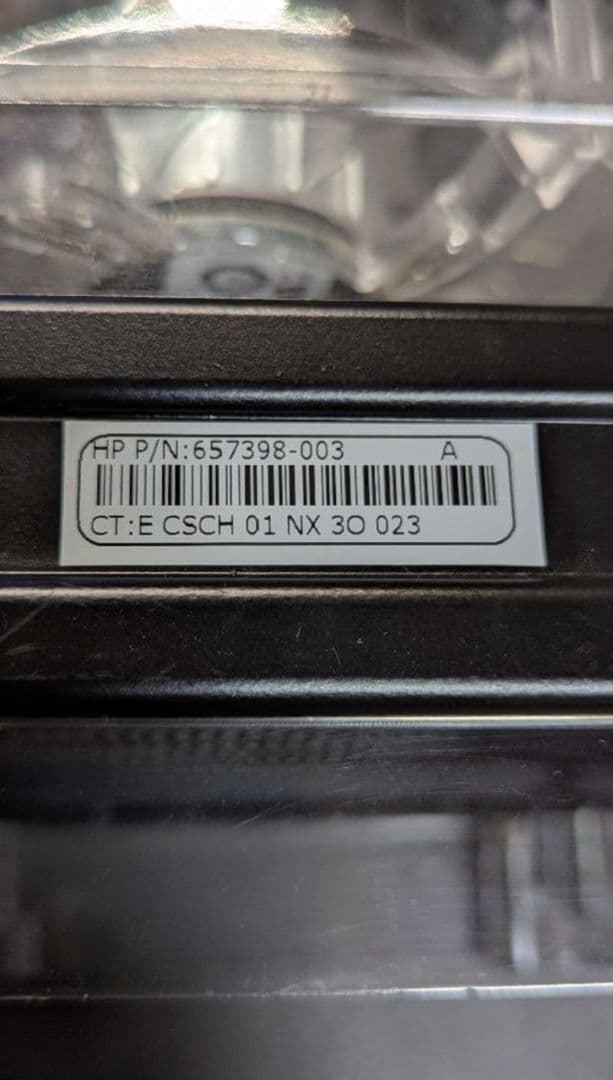 HP P/N:657398-003 A
CT:E CSCH 01 NX 3O 023